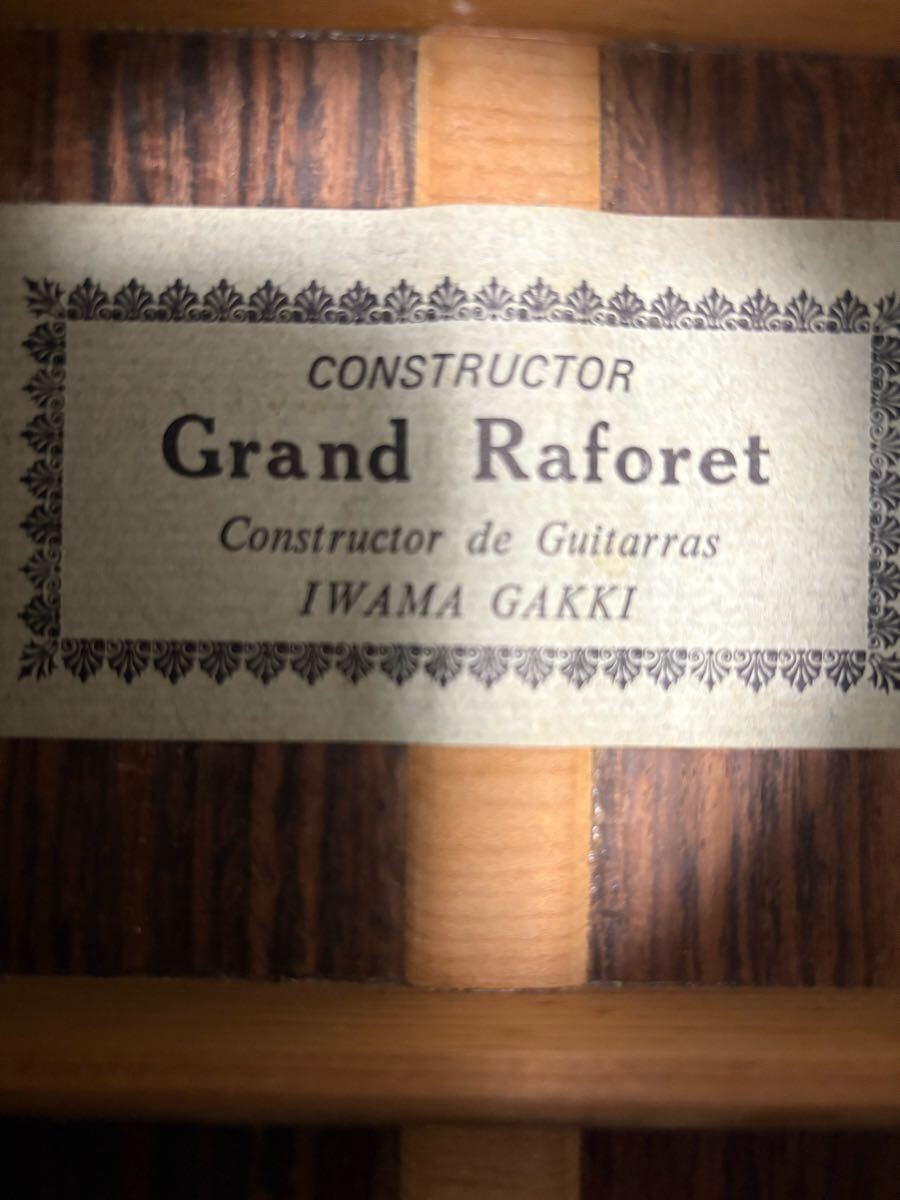 CONSTRUCTOR
Grand Raforet
Constructor de Guitarras
IWAMA GAKKI